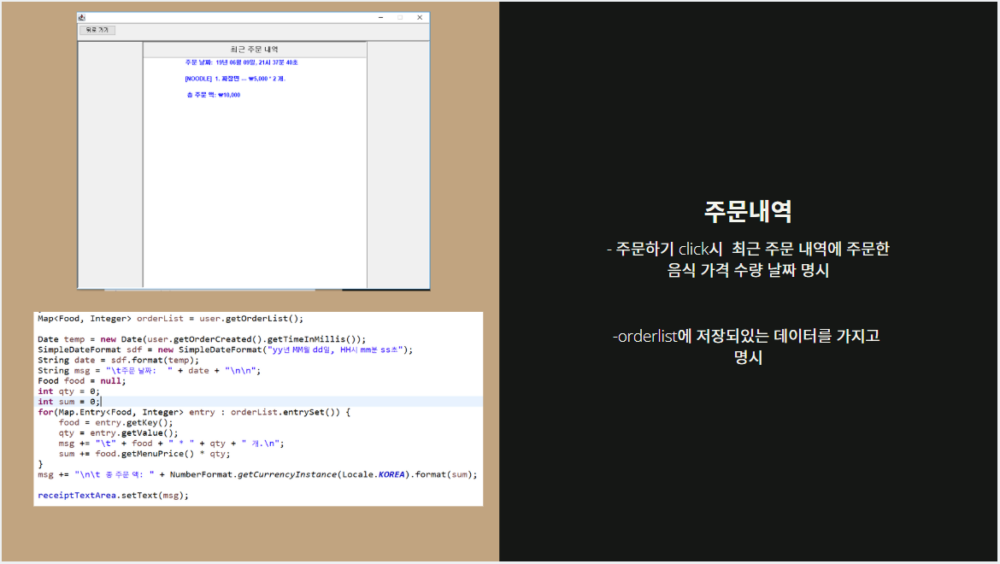 뒤로 가기
최근 주문 내역
주문 날짜: 19년 06월 09일, 21시 37분 40초
[NOODLE] 1. 짜장면 ... ₩5,000 * 2 개.
총 주문 액: ₩10,000
Map<Food, Integer> orderList = user.getOrderList();
Date temp = new Date(user.getOrderCreated().getTimeInMillis());
SimpleDateFormat sdf = new SimpleDateFormat("yy년 MM월 dd일, HH시 mm분 ss초");
String date = sdf.format(temp);
String msg = "\t주문 날짜:  " + date + "\n\n";
Food food = null;
int qty = 0;
int sum = 0;
for(Map.Entry<Food, Integer> entry : orderList.entrySet()) {
food = entry.getKey();
qty = entry.getValue();
msg += "\t" + food + " * " + qty + " 개.\n";
sum += food.getMenuPrice() * qty;
}
msg += "\n\t 총 주문 액: " + NumberFormat.getCurrencyInstance(Locale.KOREA).format(sum);
receiptTextArea.setText(msg);
주문내역
- 주문하기 click시  최근 주문 내역에 주문한
음식 가격 수량 날짜 명시
-orderlist에 저장되있는 데이터를 가지고
명시